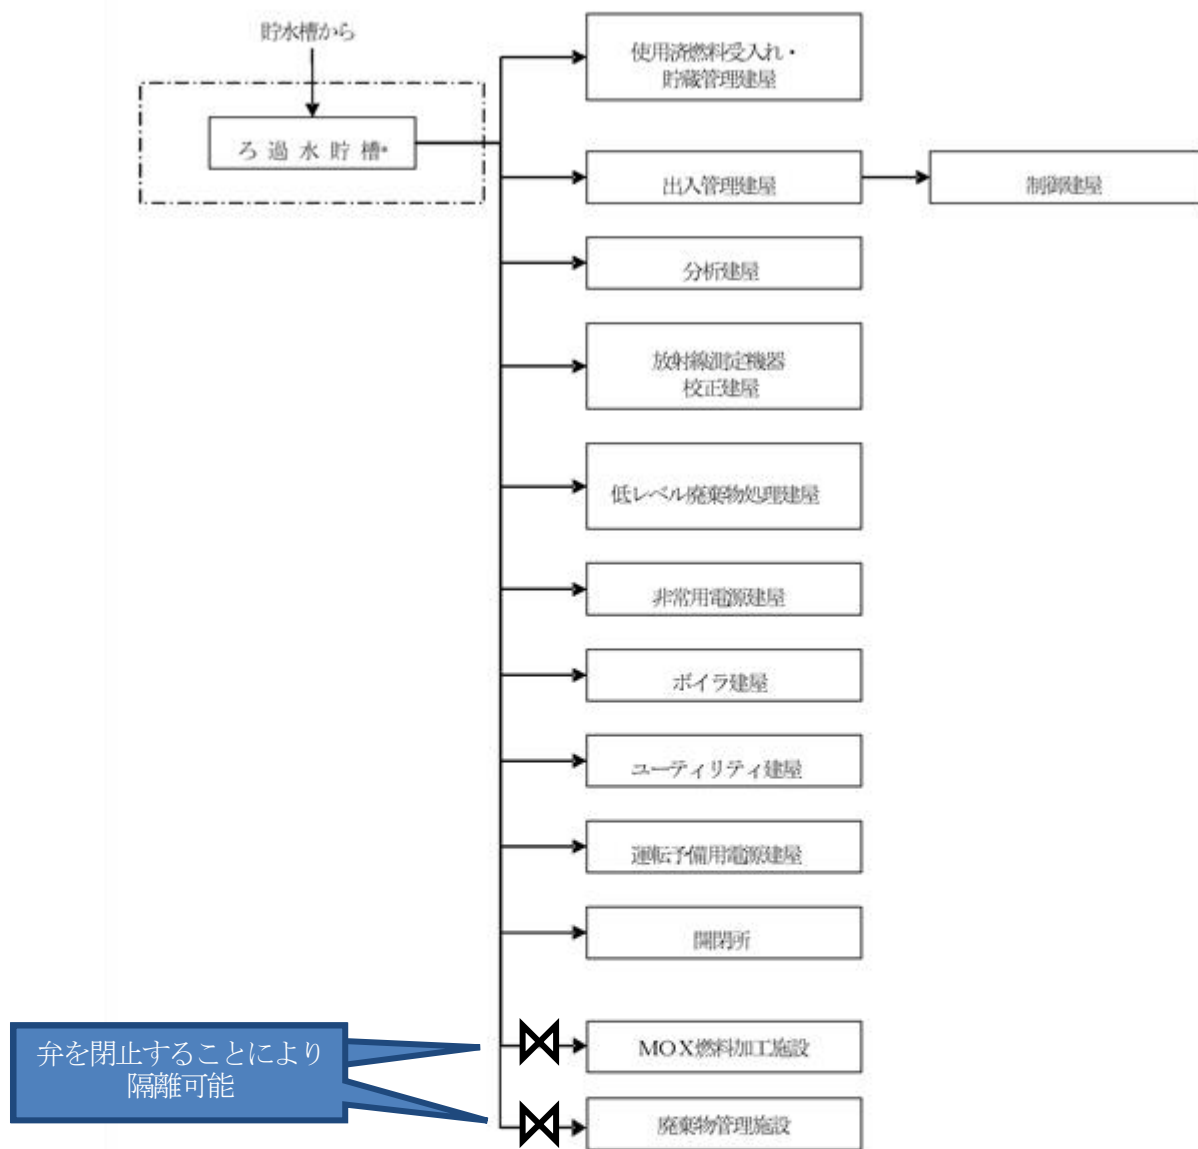 貯水槽から
ろ 過 水 貯 槽*
使用済燃料受入れ・
貯蔵管理建屋
出入管理建屋
制御建屋
分析建屋
放射線測定機器
校正建屋
低レベル廃棄物処理建屋
非常用電源建屋
ボイラ建屋
ユーティリティ建屋
運転予備用電源建屋
開閉所
MOX燃料加工施設
廃棄物管理施設
弁を閉止することにより
隔離可能